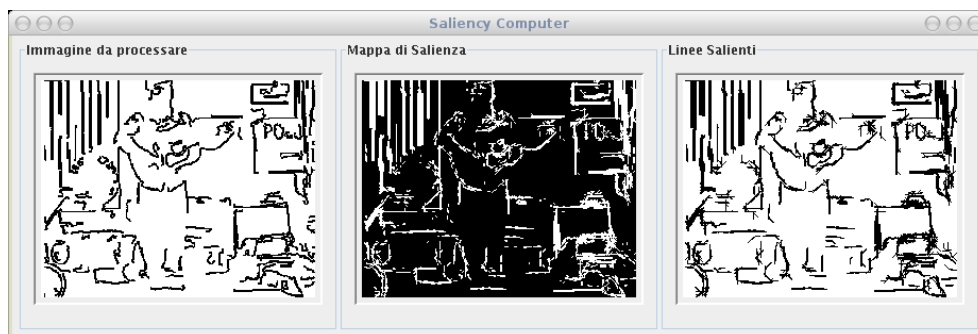 Saliency Computer
Immagine da processare
Mappa di Salienza
Linee Salienti